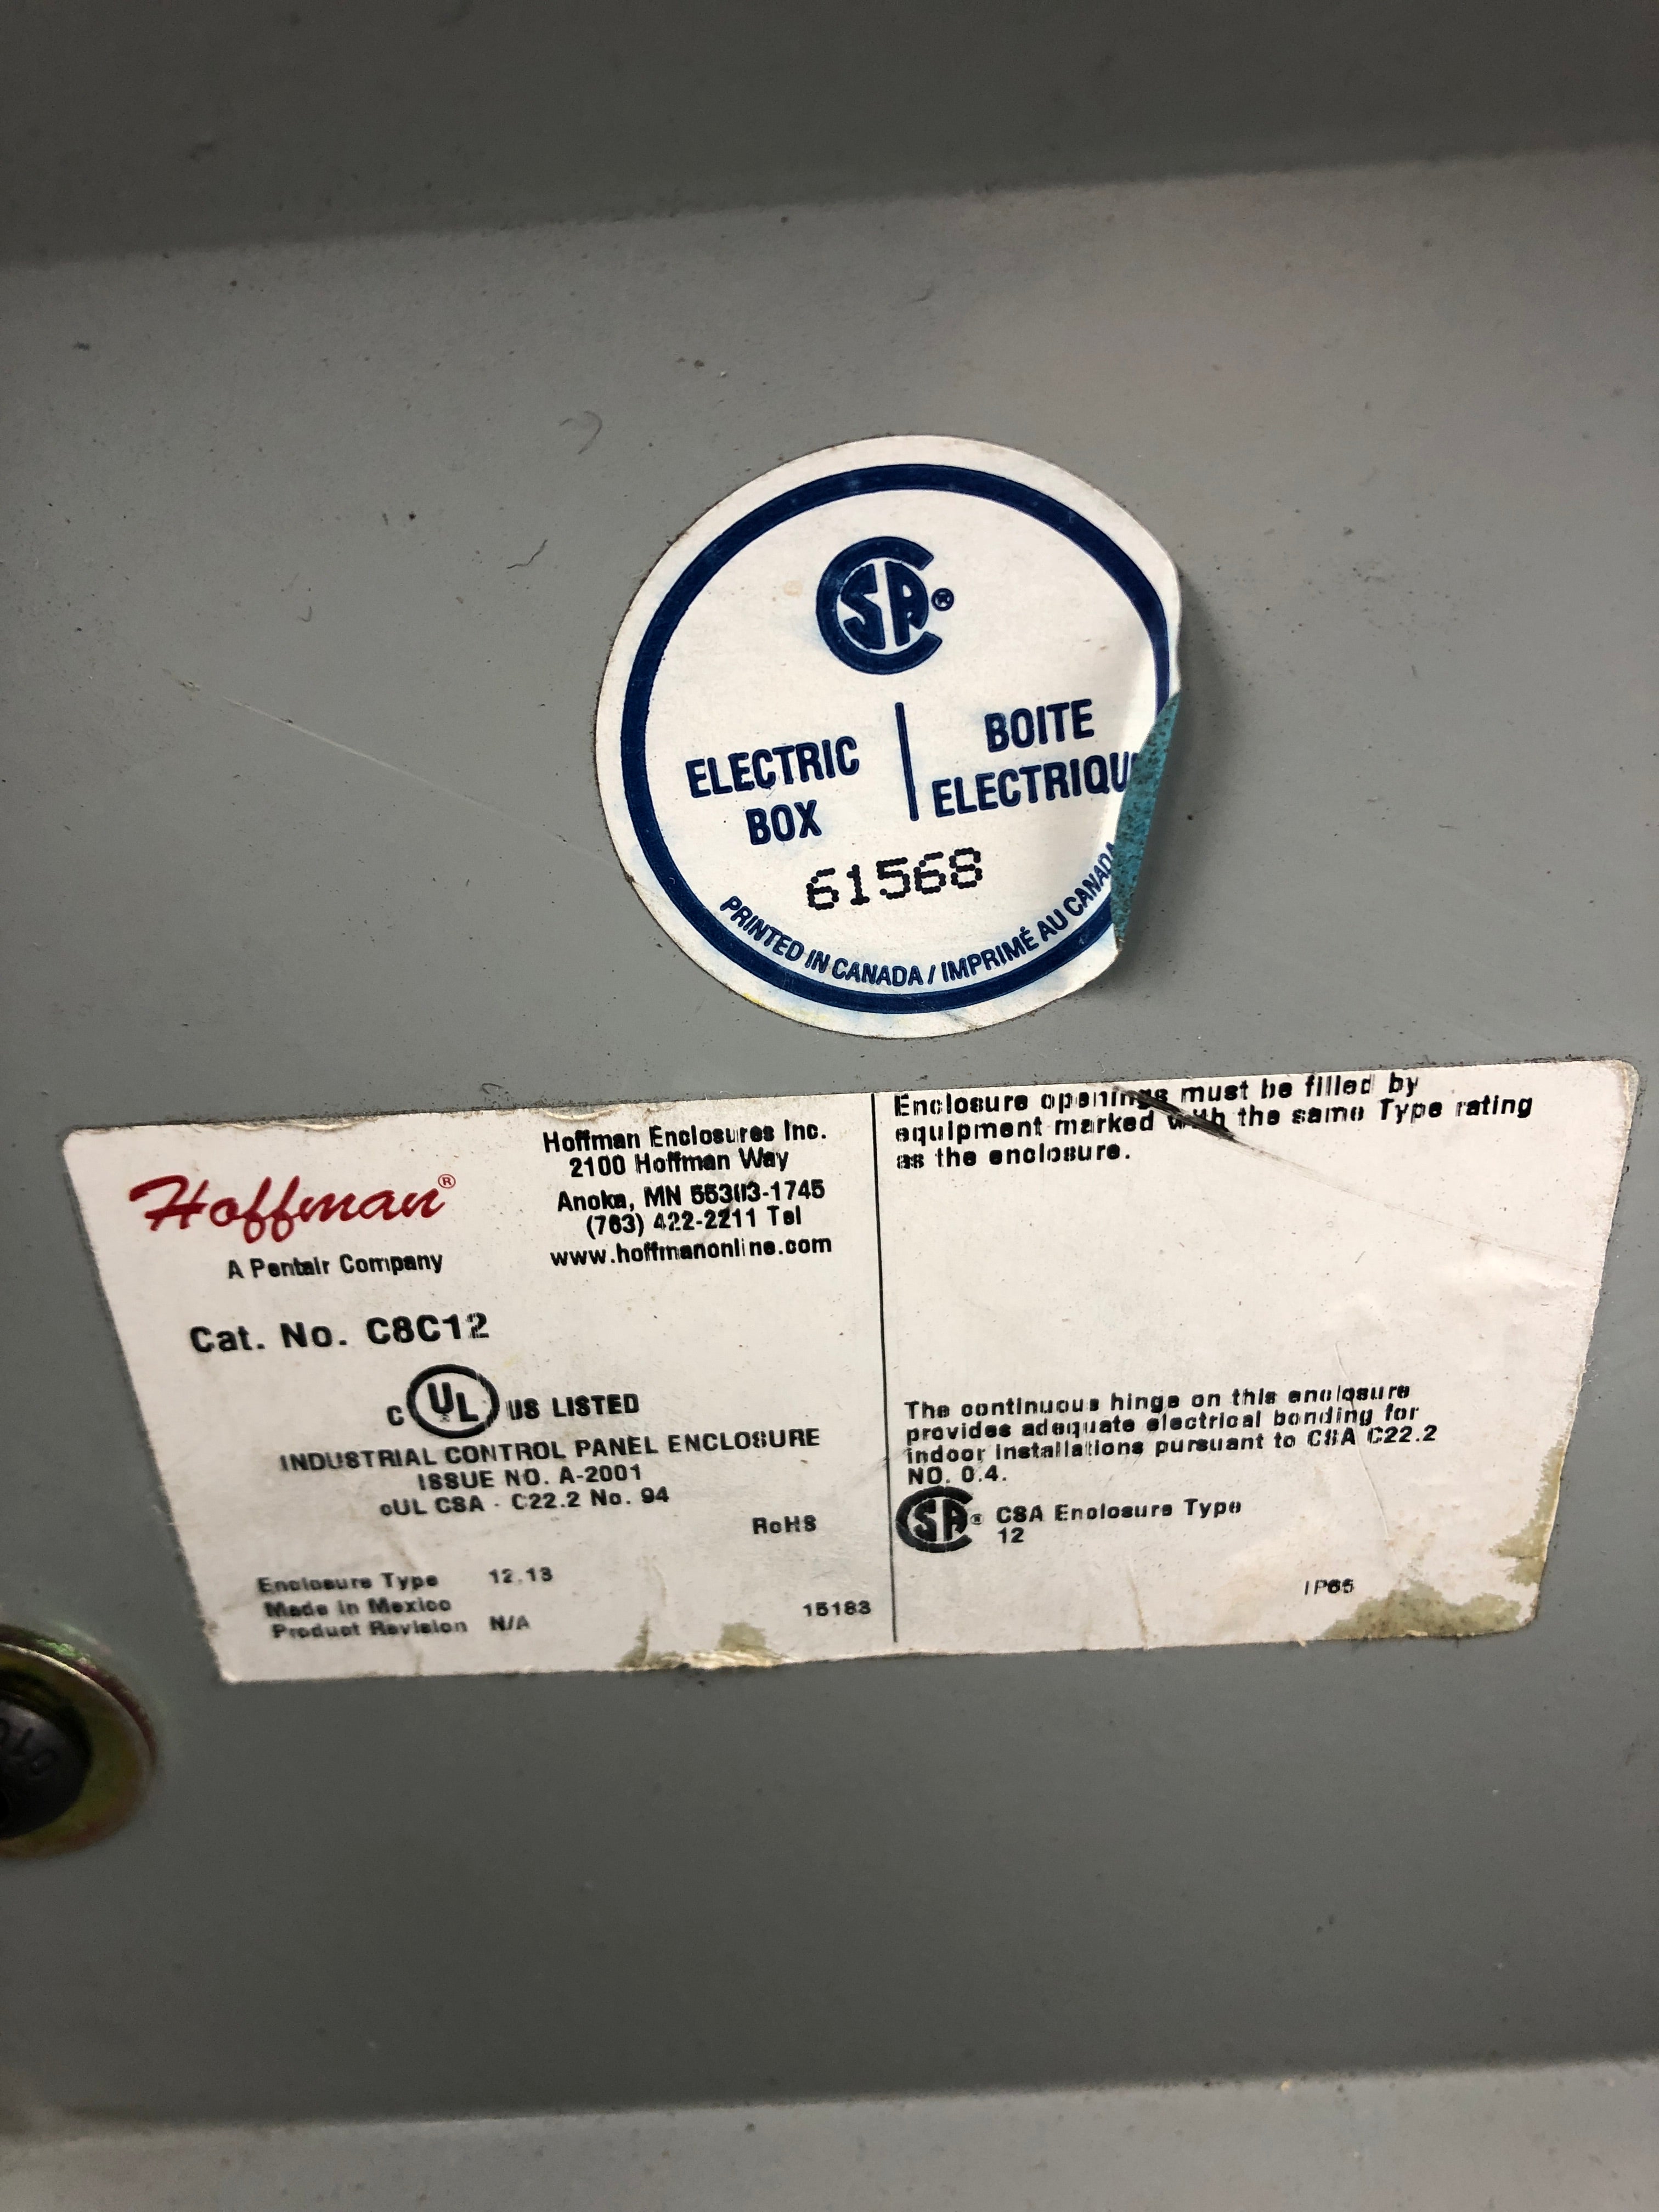 CSA®
ELECTRIC
BOX
BOITE
ELECTRIQU
61568
PRINTED IN CANADA / IMPRIMÉ AU CANADA
Hoffman®
A Pentair Company
Hoffman Enclosures Inc.
2100 Hoffman Way
Anoka, MN 55303-1745
(763) 422-2211 Tel
www.hoffmanonline.com
Cat. No. C8C12
C UL US LISTED
INDUSTRIAL CONTROL PANEL ENCLOSURE
ISSUE NO. A-2001
cUL CSA - C22.2 No. 94
RoHS
Enclosure Type 12,13
Made in Mexico
Product Revision N/A
15183
Enclosure openings must be filled by
equipment marked with the same Type rating
as the enclosure.
The continuous hinge on this enclosure
provides adequate electrical bonding for
indoor installations pursuant to CSA C22.2
NO. 0.4.
CSA® CSA Enclosure Type
12
IP65